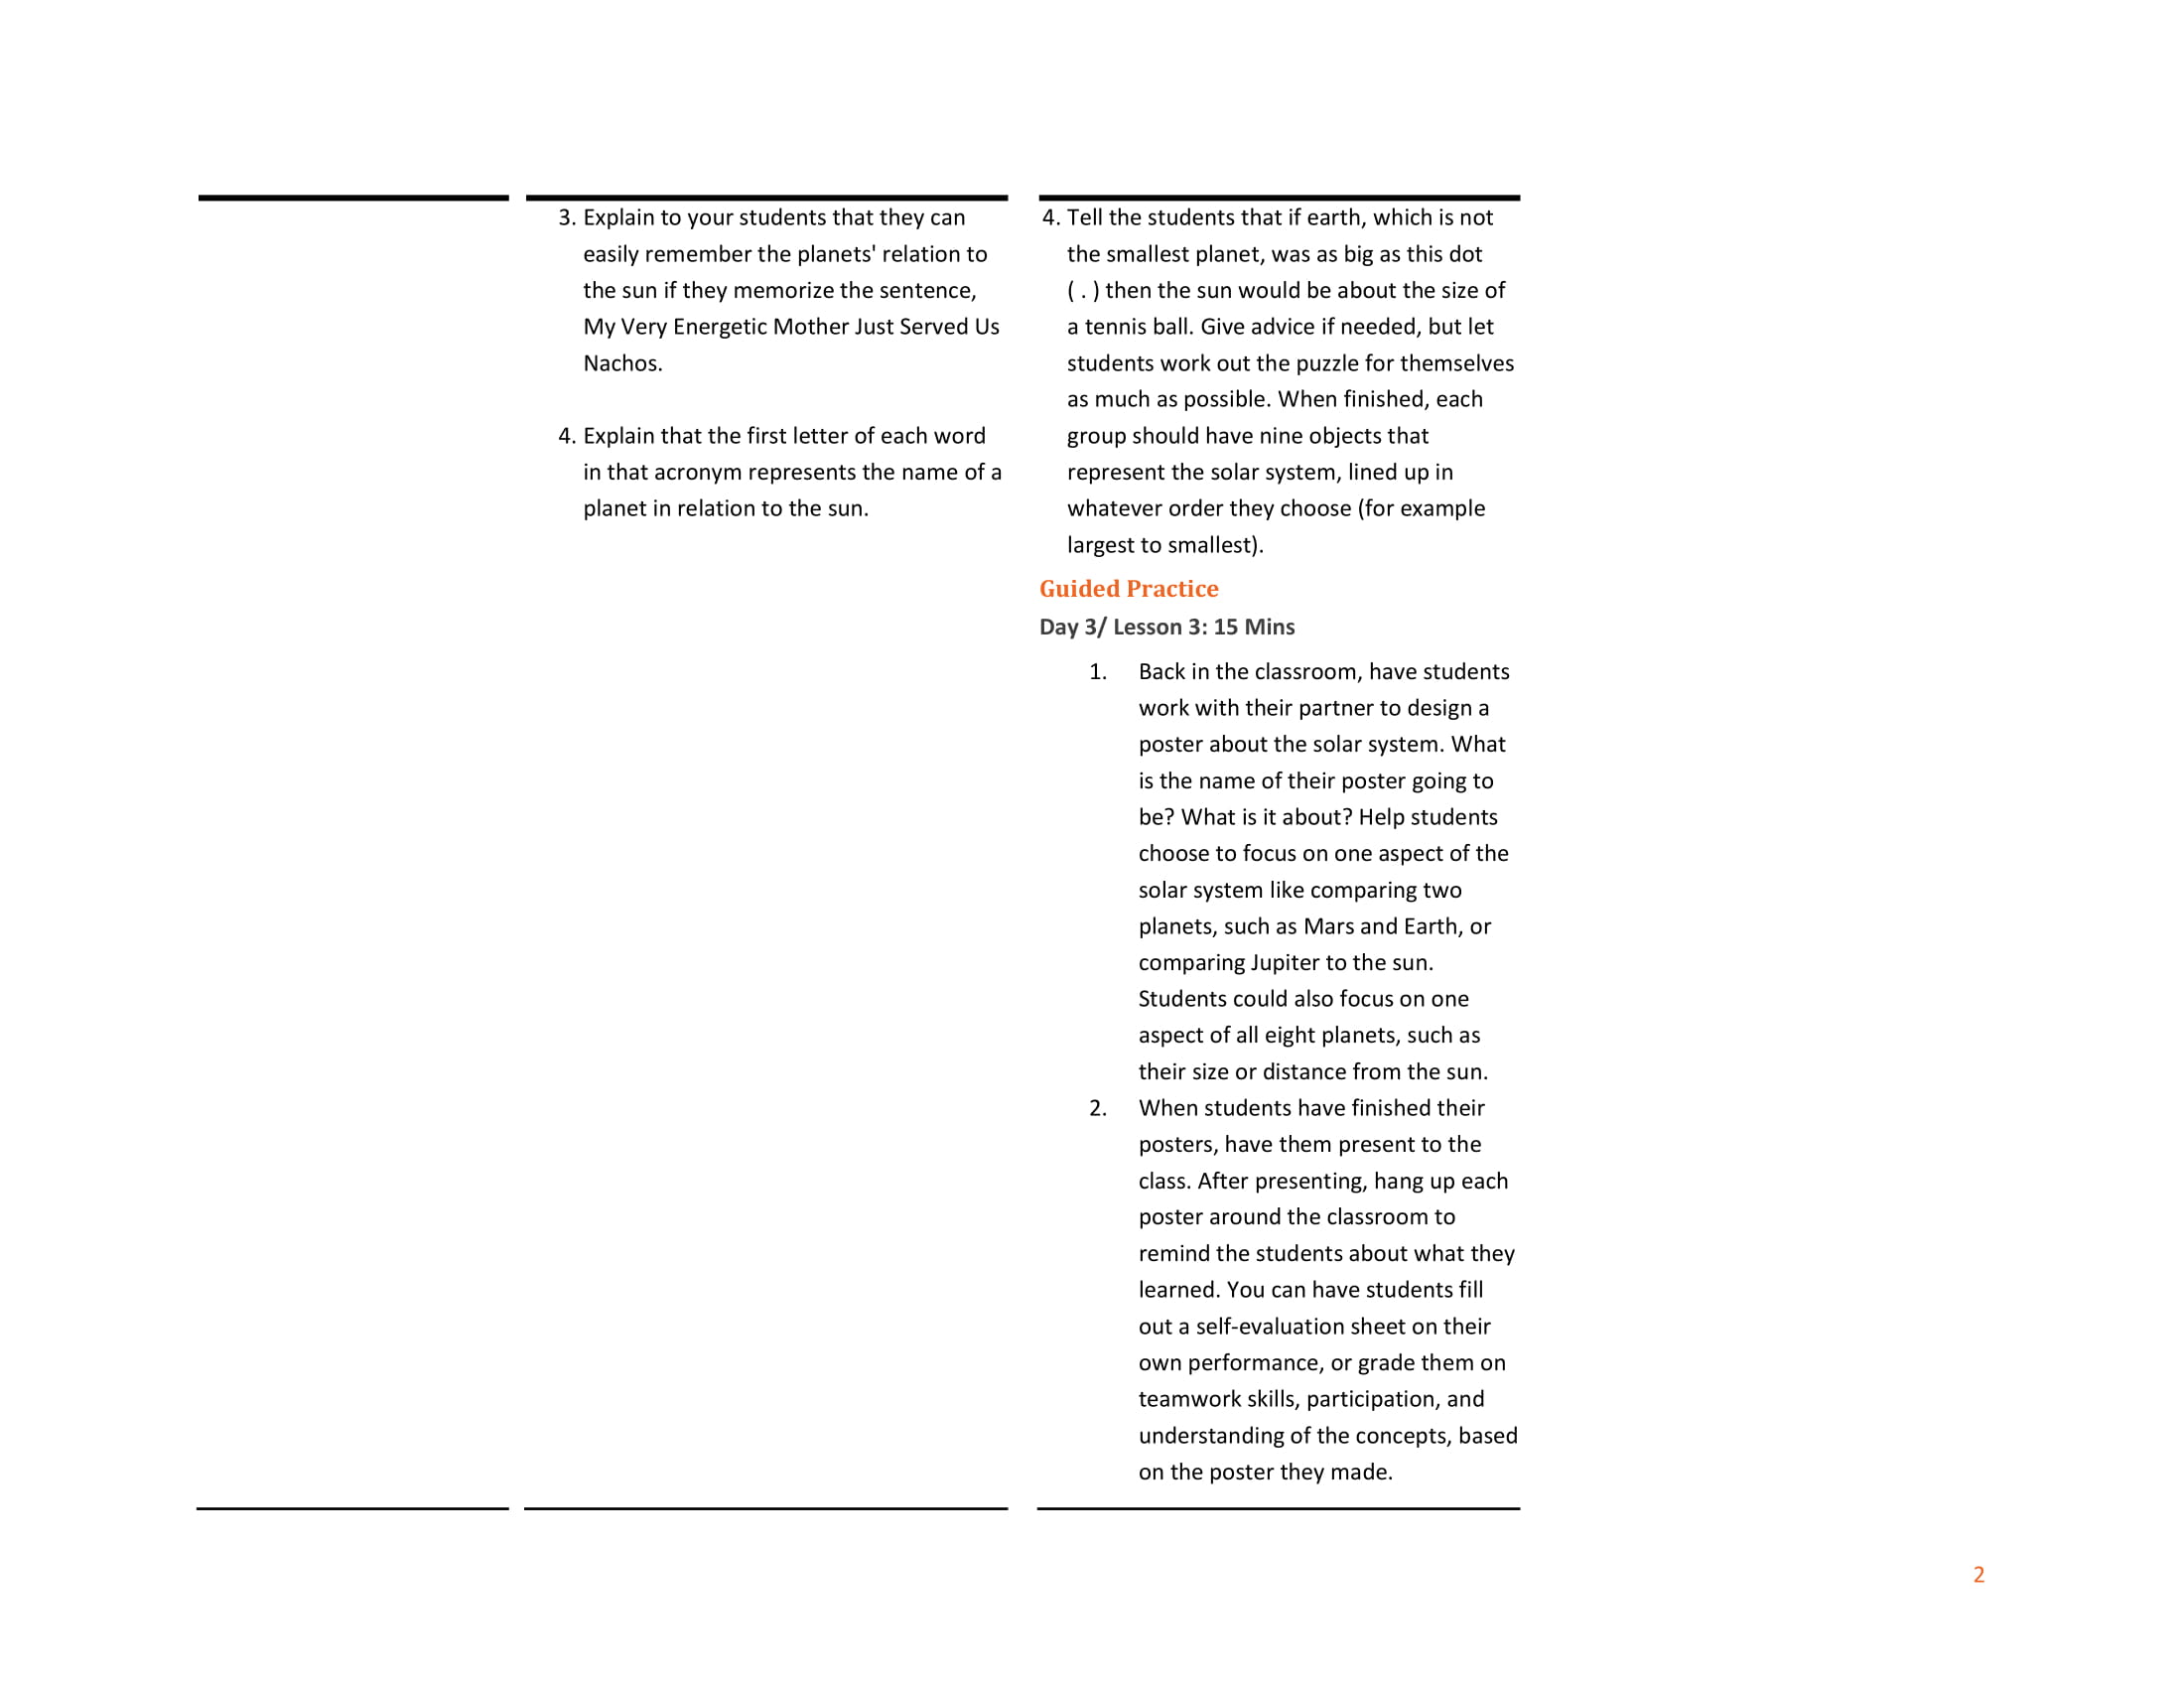 3. Explain to your students that they can
easily remember the planets' relation to
the sun if they memorize the sentence,
My Very Energetic Mother Just Served Us
Nachos.
4. Explain that the first letter of each word
in that acronym represents the name of a
planet in relation to the sun.
4. Tell the students that if earth, which is not
the smallest planet, was as big as this dot
( . ) then the sun would be about the size of
a tennis ball. Give advice if needed, but let
students work out the puzzle for themselves
as much as possible. When finished, each
group should have nine objects that
represent the solar system, lined up in
whatever order they choose (for example
largest to smallest).
Guided Practice
Day 3/ Lesson 3: 15 Mins
1. Back in the classroom, have students
work with their partner to design a
poster about the solar system. What
is the name of their poster going to
be? What is it about? Help students
choose to focus on one aspect of the
solar system like comparing two
planets, such as Mars and Earth, or
comparing Jupiter to the sun.
Students could also focus on one
aspect of all eight planets, such as
their size or distance from the sun.
2. When students have finished their
posters, have them present to the
class. After presenting, hang up each
poster around the classroom to
remind the students about what they
learned. You can have students fill
out a self-evaluation sheet on their
own performance, or grade them on
teamwork skills, participation, and
understanding of the concepts, based
on the poster they made.
2